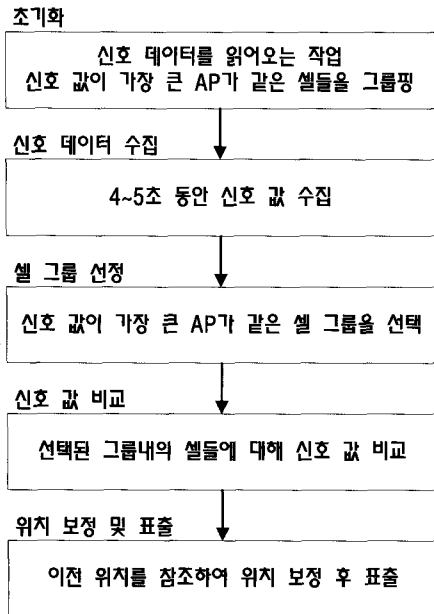 초기화
신호 데이터를 읽어오는 작업
신호 값이 가장 큰 AP가 같은 셀들을 그룹핑
신호 데이터 수집
4~5초 동안 신호 값 수집
셀 그룹 선정
신호 값이 가장 큰 AP가 같은 셀 그룹을 선택
신호 값 비교
선택된 그룹내의 셀들에 대해 신호 값 비교
위치 보정 및 표출
이전 위치를 참조하여 위치 보정 후 표출